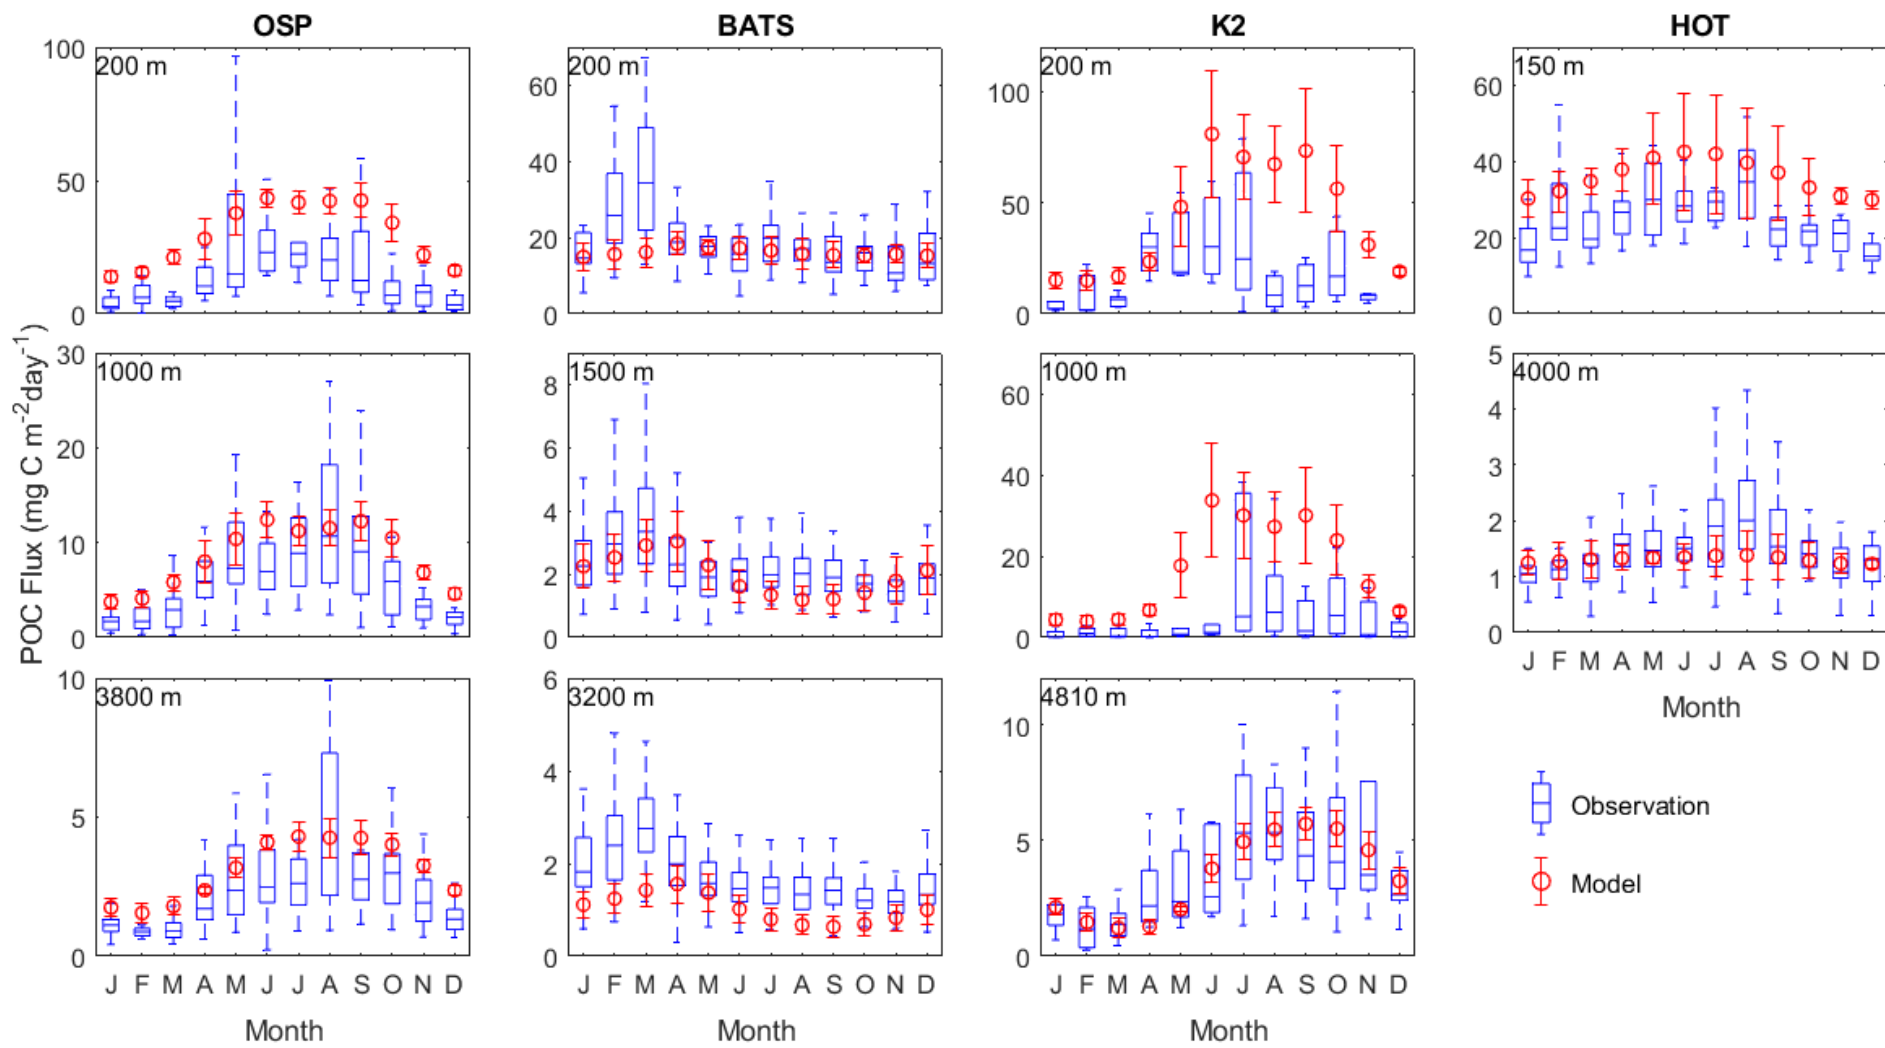 OSP BATS K2 HOT
200 m 200 m 200 m 150 m
100 50 0
60 40 20 0
100 50 0
60 40 20 0
1000 m 1500 m 1000 m 4000 m
30 20 10 0
8 6 4 2 0
60 40 20 0
5 4 3 2 1 0
POC Flux (mg C m⁻²day⁻¹)
J F M A M J J A S O N D
Month
3800 m 3200 m 4810 m
10 5 0
6 4 2 0
10 5 0
Observation
Model
J F M A M J J A S O N D
J F M A M J J A S O N D
J F M A M J J A S O N D
Month Month Month